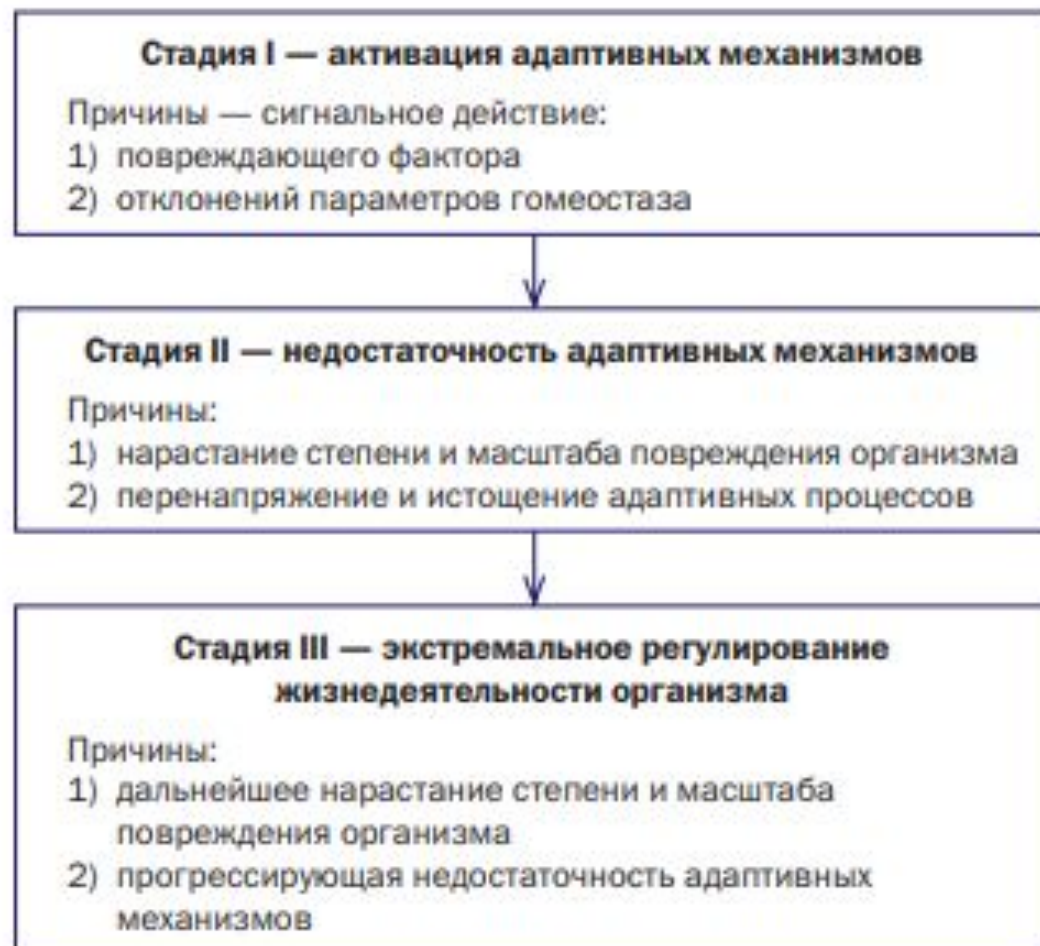 Стадия I — активация адаптивных механизмов
Причины — сигнальное действие:
1) повреждающего фактора
2) отклонений параметров гомеостаза
Стадия II — недостаточность адаптивных механизмов
Причины:
1) нарастание степени и масштаба повреждения организма
2) перенапряжение и истощение адаптивных процессов
Стадия III — экстремальное регулирование
жизнедеятельности организма
Причины:
1) дальнейшее нарастание степени и масштаба
повреждения организма
2) прогрессирующая недостаточность адаптивных
механизмов